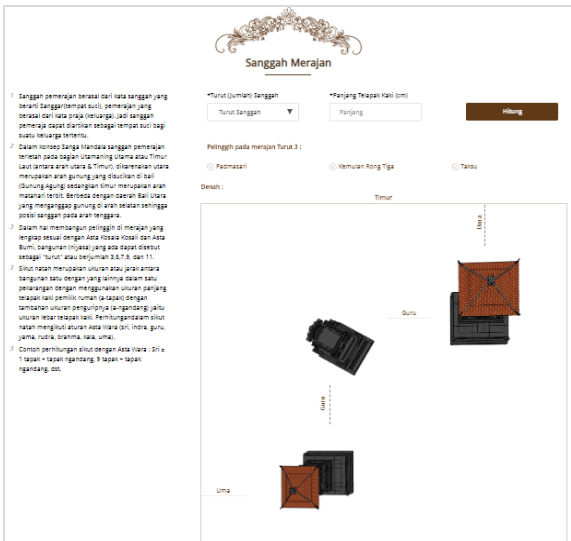 Sanggah Merajan
1 Sanggah pemerajan berasal dari kata sanggah yang
berarti Sanggar(tempat suci), pemerajan yang
berasal dari kata praja (keluarga). Jadi sanggah
pemeraja dapat diartikan sebagai tempat suci bagi
suatu keluarga tertentu.
2 Dalam konsep Sanga Mandala sanggah pemerajan
terletah pada bagian Utamaning Utama atau Timur
Laut (antara arah utara & Timur), dikarenakan utara
merupakan arah gunung yang disucikan di bali
(Gunung Agung) sedangkan timur merupakan arah
matahari terbit. Berbeda dengan daerah Bali Utara
yang menganggap gunung di arah selatan sehingga
posisi sanggah pada arah tenggara.
3 Dalam hal membangun pelinggih di merajan yang
lengkap sesuai dengan Asta Kosala Kosali dan Asta
Bumi, bangunan (niyasa) yang ada dapat disebut
sebagai "turut" atau berjumlah 3,5,7,9, dan 11.
3 Sikut natah merupakan ukuran atau jarak antara
bangunan satu dengan yang lainnya dalam satu
pekarangan dengan menggunakan ukuran panjang
telapak kaki pemilik rumah (a-tapak) dengan
tambahan ukuran penguripnya (a-ngandang) yaitu
ukuran lebar telapak kaki. Perhitungandalam sikut
natah mengikuti aturan Asta Wara (sri, indra, guru,
yama, rudra, brahma, kala, uma).
3 Contoh perhitungan sikut dengan Asta Wara : Sri =
1 tapak + tapak ngandang, 9 tapak + tapak
ngandang, dst.
*Turut (Jumlah) Sanggah
Turut Sanggah
*Panjang Telapak Kaki (cm)
Panjang
Hitung
Pelinggih pada merajan Turut 3 :
Padmasari
Kemulan Rong Tiga
Taksu
Denah :
Timur
Uma
Guru
Guru
Uma